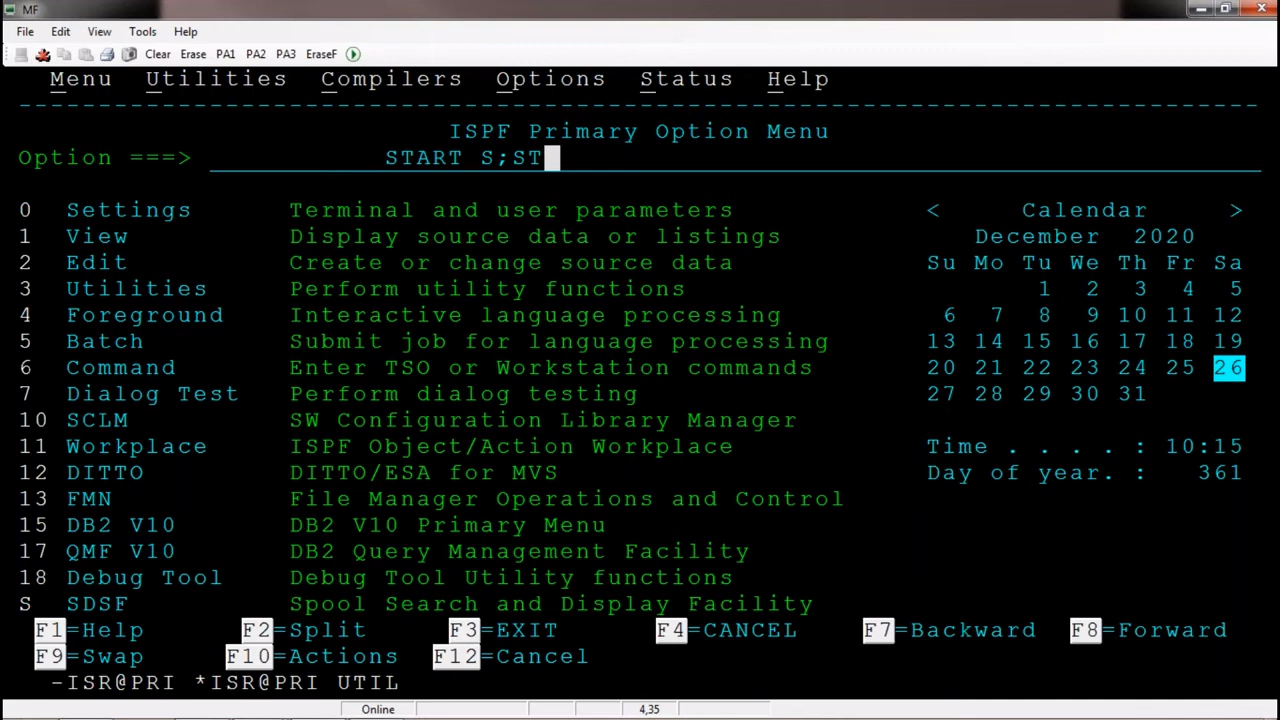 MF
File Edit View Tools Help
Clear Erase PA1 PA2 PA3 EraseF
Menu Utilities Compilers Options Status Help
ISPF Primary Option Menu
Option ===> START S;ST
0 Settings Terminal and user parameters < Calendar >
1 View Display source data or listings December 2020
2 Edit Create or change source data Su Mo Tu We Th Fr Sa
3 Utilities Perform utility functions 1 2 3 4 5
4 Foreground Interactive language processing 6 7 8 9 10 11 12
5 Batch Submit job for language processing 13 14 15 16 17 18 19
6 Command Enter TSO or Workstation commands 20 21 22 23 24 25 26
7 Dialog Test Perform dialog testing 27 28 29 30 31
10 SCLM SW Configuration Library Manager
11 Workplace ISPF Object/Action Workplace Time . . . . : 10:15
12 DITTO DITTO/ESA for MVS Day of year. : 361
13 FMN File Manager Operations and Control
15 DB2 V10 DB2 V10 Primary Menu
17 QMF V10 DB2 Query Management Facility
18 Debug Tool Debug Tool Utility functions
S SDSF Spool Search and Display Facility
F1=Help F2=Split F3=EXIT F4=CANCEL F7=Backward F8=Forward
F9=Swap F10=Actions F12=Cancel
-ISR@PRI *ISR@PRI UTIL
Online 4,35